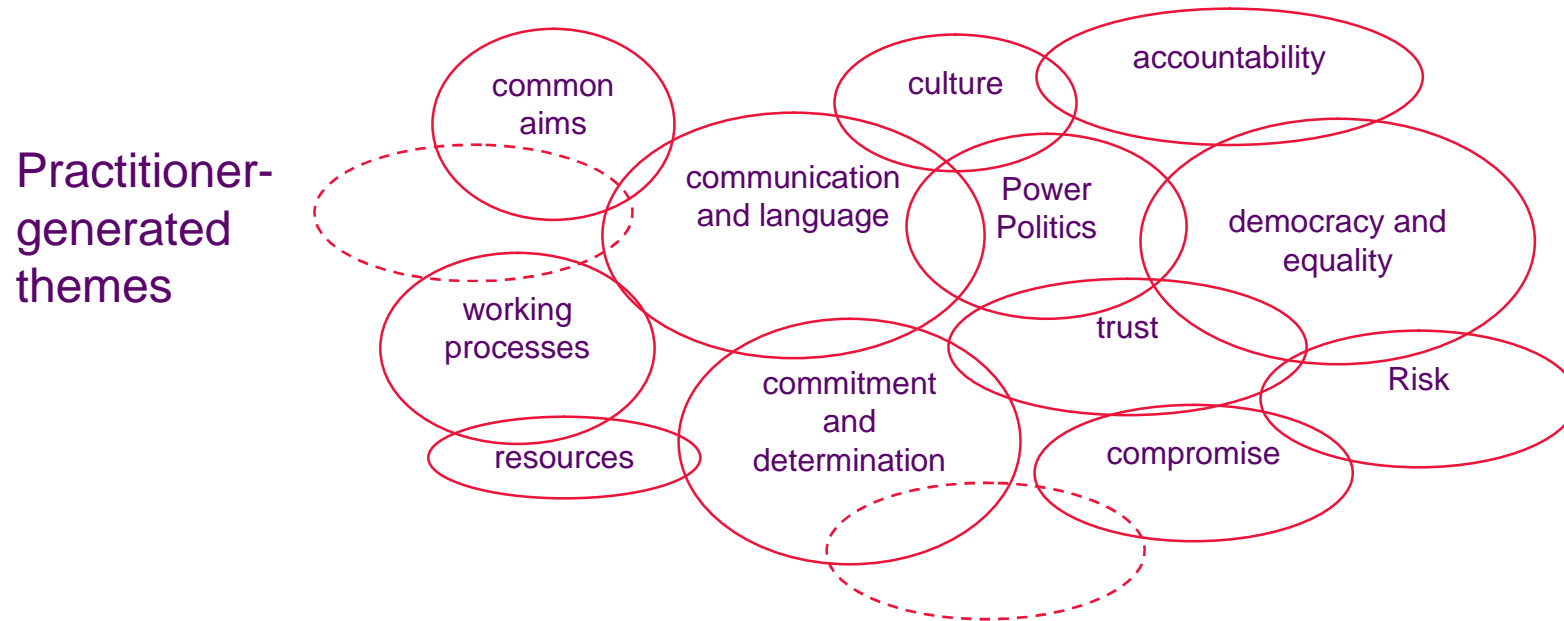 Practitioner-
generated
themes
common
aims
culture
accountability
communication
and language
Power
Politics
democracy and
equality
working
processes
trust
commitment
and
determination
Risk
resources
compromise